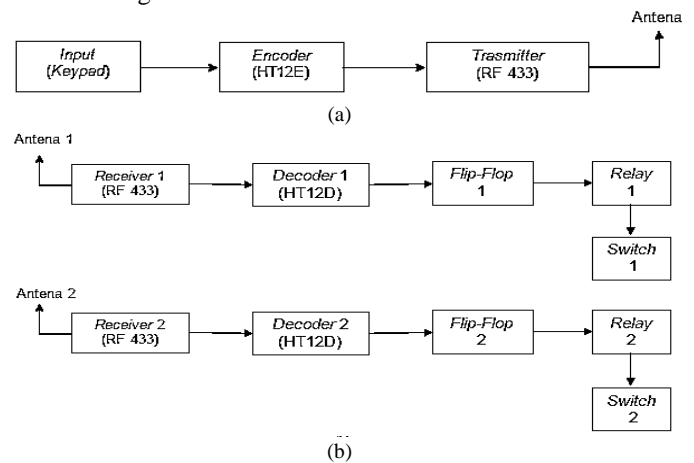 Antena
Input
(Keypad)
Encoder
(HT12E)
Trasmitter
(RF 433)
(a)
Antena 1
Receiver 1
(RF 433)
Decoder 1
(HT12D)
Flip-Flop
1
Relay
1
Switch
1
Antena 2
Receiver 2
(RF 433)
Decoder 2
(HT12D)
Flip-Flop
2
Relay
2
Switch
2
(b)